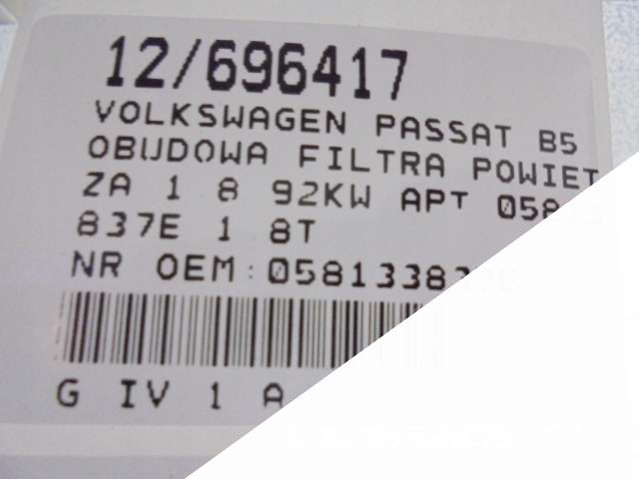 12/696417
VOLKSWAGEN PASSAT B5
OBUDOWA FILTRA POWIET
ZA 1 8 92KW APT
837E 1 8T
NR OEM:
G IV 1 A